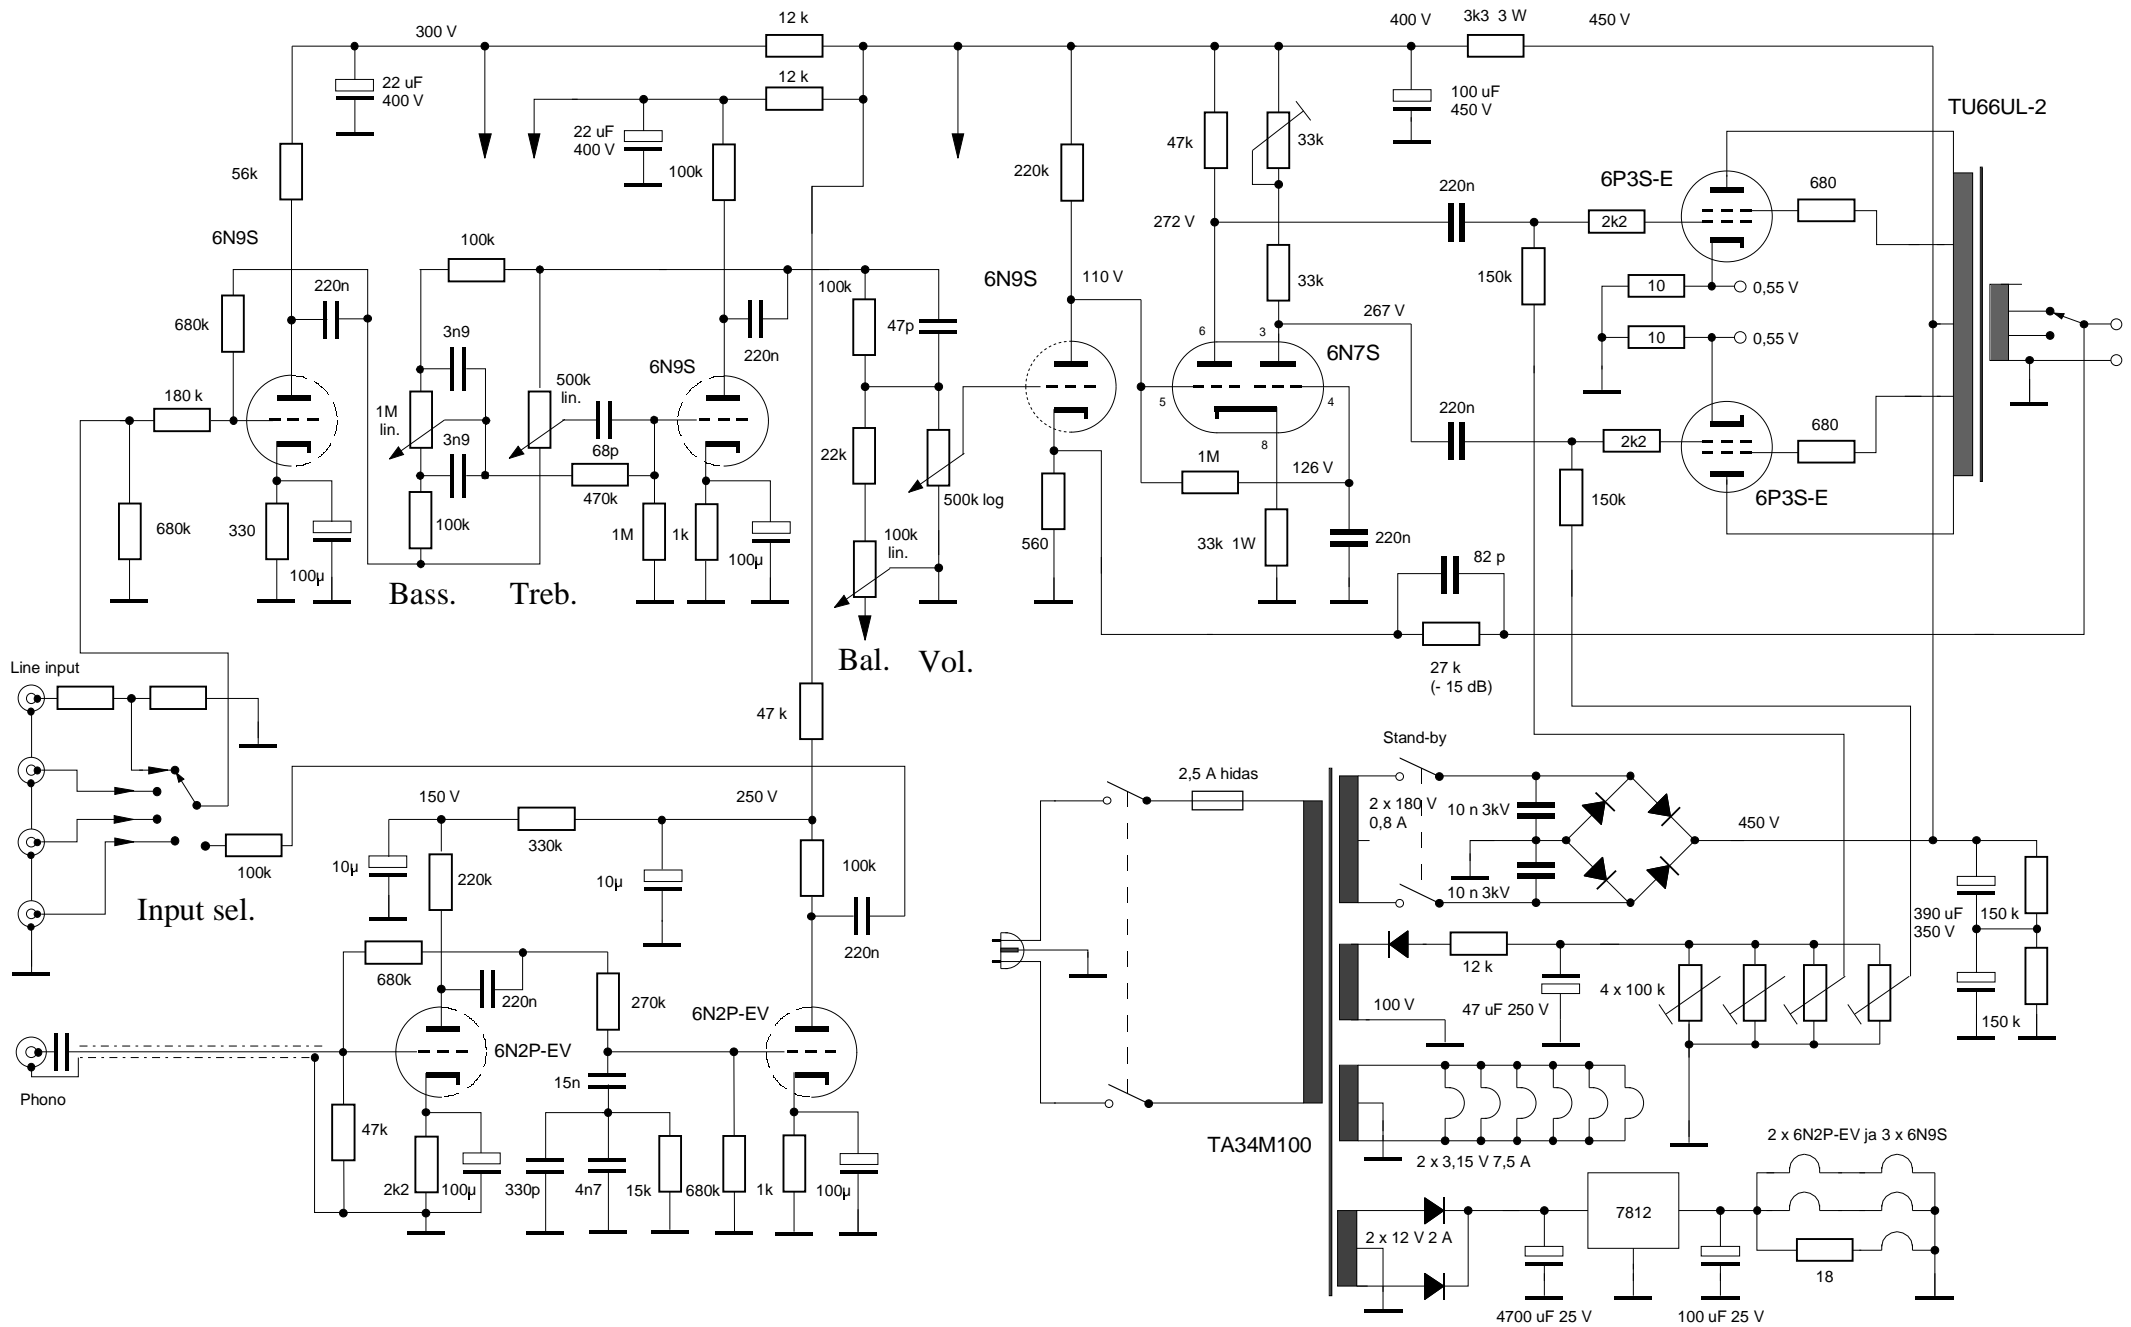 12 k
300 V
400 V
3k3 3 W
450 V
12 k
22 uF
400 V
22 uF
400 V
100 uF
450 V
TU66UL-2
56k
100k
220k
47k
33k
6P3S-E
680
220n
2k2
272 V
6N9S
100k
220n
680k
6N9S
110 V
33k
150k
10
0,55 V
100k
47p
267 V
10
0,55 V
3n9
220n
6
3
6N7S
6N9S
500k
lin.
180 k
1M
lin.
3n9
68p
5
4
220n
2k2
680
8
22k
1M
126 V
470k
500k log
150k
6P3S-E
680k
330
100k
1M
1k
100k
lin.
560
33k 1W
220n
100µ
100µ
82 p
Bass.
Treb.
Bal.
Vol.
27 k
(- 15 dB)
Line input
47 k
Stand-by
2,5 A hidas
2 x 180 V
0,8 A
10 n 3kV
450 V
150 V
250 V
330k
10µ
220k
10µ
100k
100k
10 n 3kV
Input sel.
390 uF
350 V
150 k
220n
680k
220n
270k
12 k
4 x 100 k
100 V
47 uF 250 V
150 k
6N2P-EV
6N2P-EV
15n
Phono
47k
2k2
100µ
330p
4n7
15k
680k
1k
100µ
TA34M100
2 x 3,15 V 7,5 A
2 x 6N2P-EV ja 3 x 6N9S
7812
2 x 12 V 2 A
18
4700 uF 25 V
100 uF 25 V